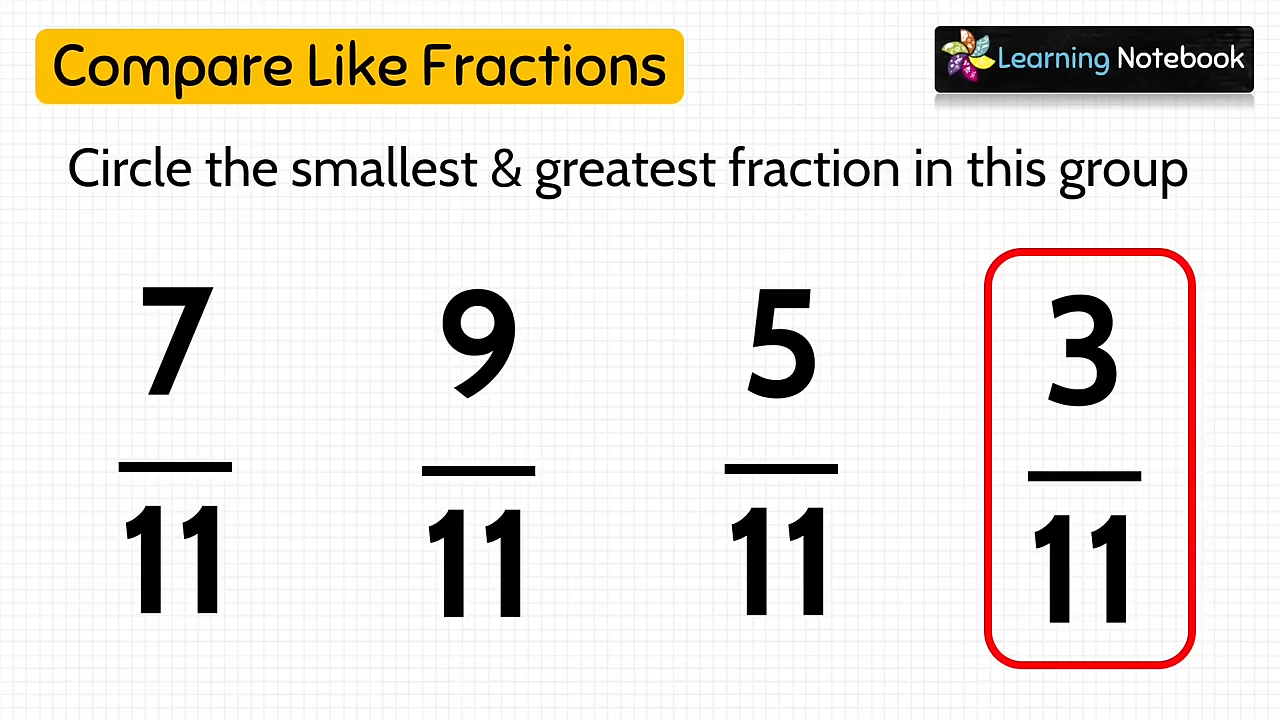 Compare Like Fractions
Learning Notebook
Circle the smallest & greatest fraction in this group
7 9 5 3
11 11 11 11